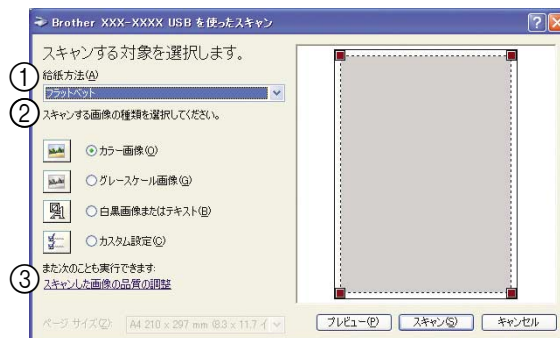 Brother XXX-XXXX USB を使ったスキャン
スキャンする対象を選択します。
① 給紙方法(A)
フラットベット
② スキャンする画像の種類を選択してください。
カラー画像(O)
グレースケール画像(G)
白黒画像またはテキスト(B)
カスタム設定(C)
また次のことも実行できます:
③ スキャンした画像の品質の調整
ページ サイズ(Z): A4 210 x 297 mm (8.3 x 11.7 イ
プレビュー(P) スキャン(S) キャンセル